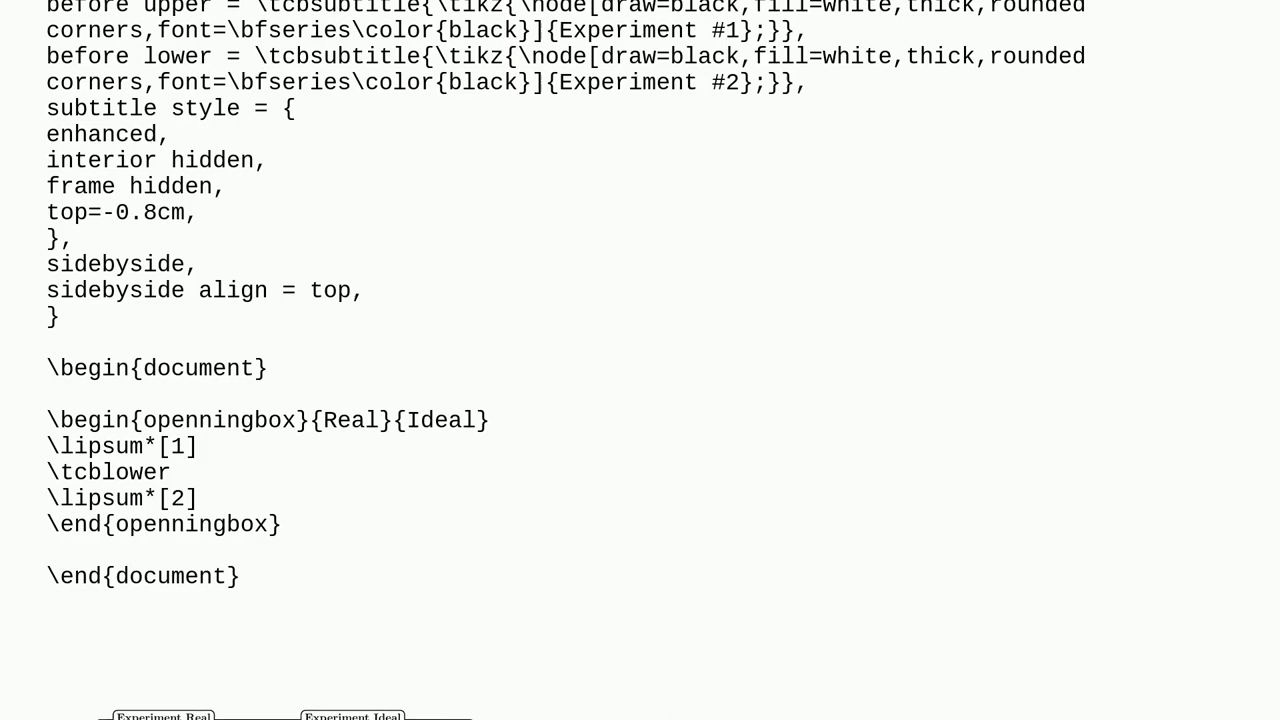 before upper = \tcbsubtitle{\tikz{\node[draw=black,fill=white,thick,rounded
corners,font=\bfseries\color{black}]{Experiment #1};}},
before lower = \tcbsubtitle{\tikz{\node[draw=black,fill=white,thick,rounded
corners,font=\bfseries\color{black}]{Experiment #2};}},
subtitle style = {
enhanced,
interior hidden,
frame hidden,
top=-0.8cm,
},
sidebyside,
sidebyside align = top,
}
\begin{document}
\begin{openningbox}{Real}{Ideal}
\lipsum*[1]
\tcblower
\lipsum*[2]
\end{openningbox}
\end{document}
Experiment Real Experiment Ideal